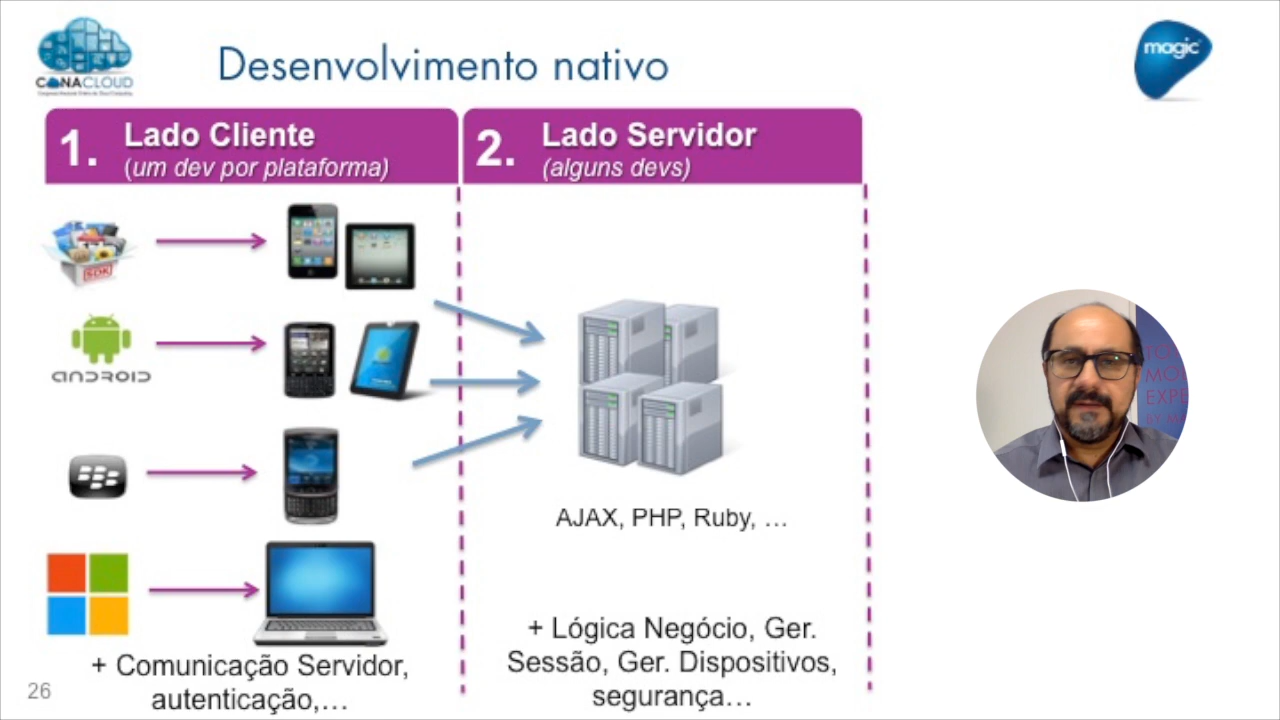 CONACLOUD
Desenvolvimento nativo
magic
1.
Lado Cliente
(um dev por plataforma)
2.
Lado Servidor
(alguns devs)
SDK
ANDROID
AJAX, PHP, Ruby, …
+ Comunicação Servidor,
autenticação,…
+ Lógica Negócio, Ger.
Sessão, Ger. Dispositivos,
segurança…
26